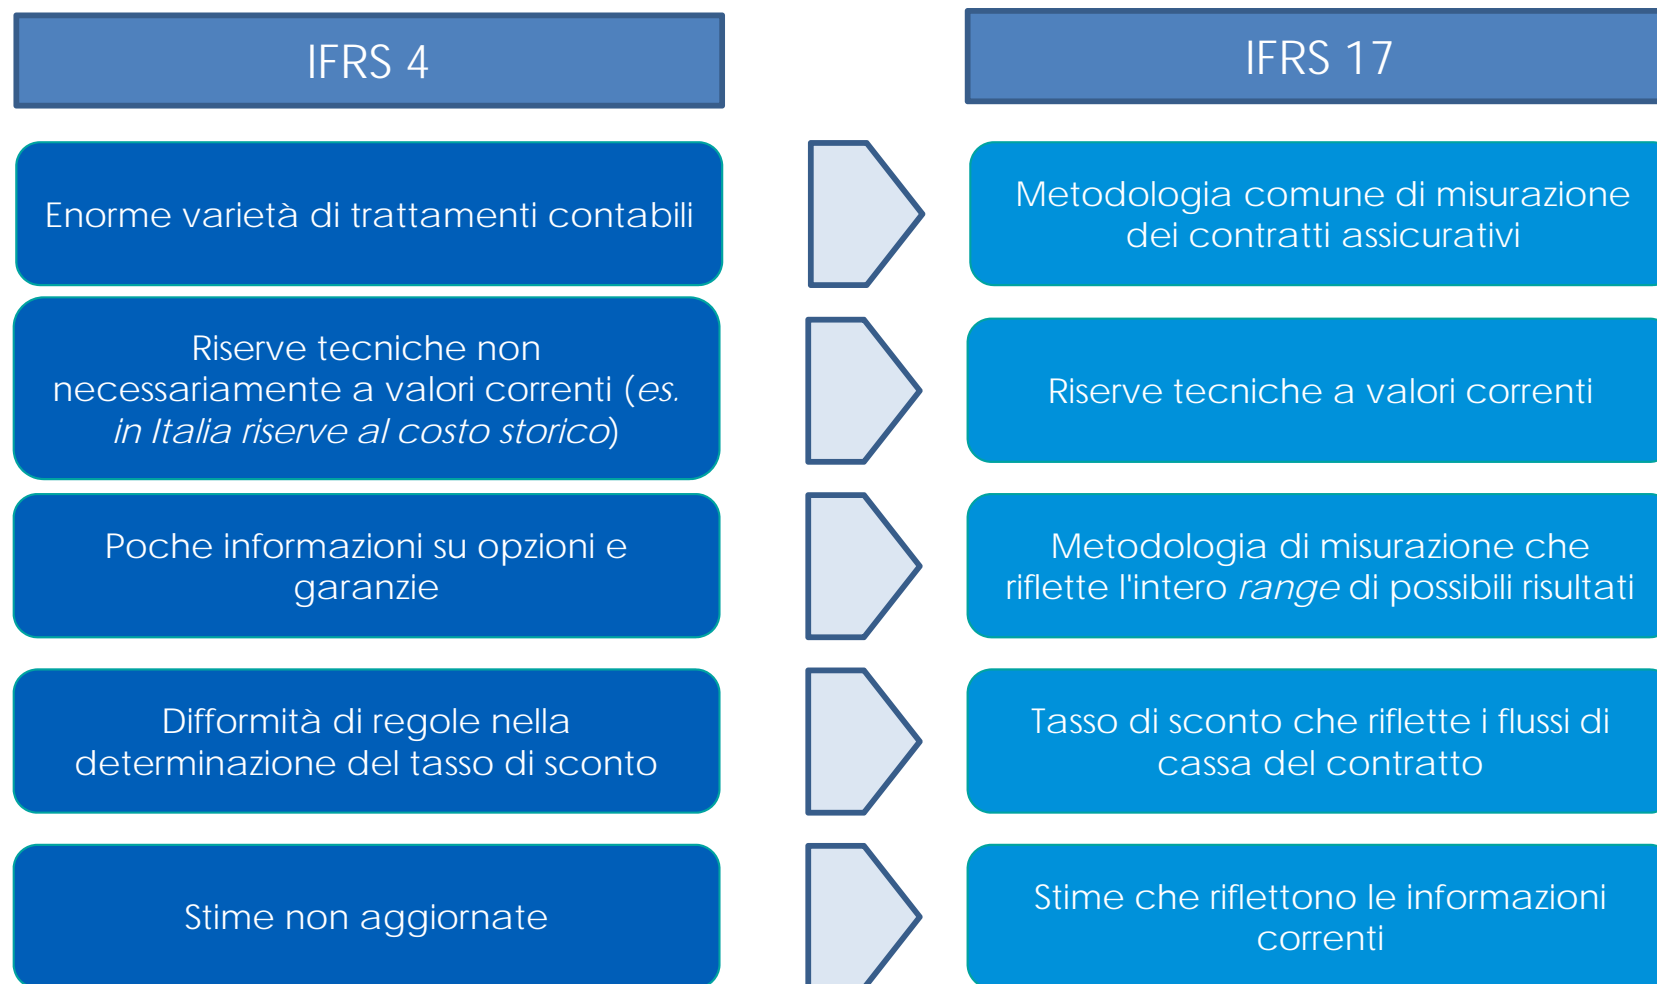 IFRS 4
IFRS 17
Enorme varietà di trattamenti contabili
Metodologia comune di misurazione
dei contratti assicurativi
Riserve tecniche non
necessariamente a valori correnti (es.
in Italia riserve al costo storico)
Riserve tecniche a valori correnti
Poche informazioni su opzioni e
garanzie
Metodologia di misurazione che
riflette l'intero range di possibili risultati
Difformità di regole nella
determinazione del tasso di sconto
Tasso di sconto che riflette i flussi di
cassa del contratto
Stime non aggiornate
Stime che riflettono le informazioni
correnti